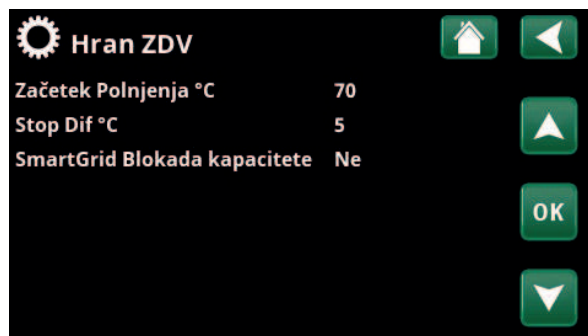 Hran ZDV
Začetek Polnjenja °C 70
Stop Dif °C 5
SmartGrid Blokada kapacitete Ne
OK